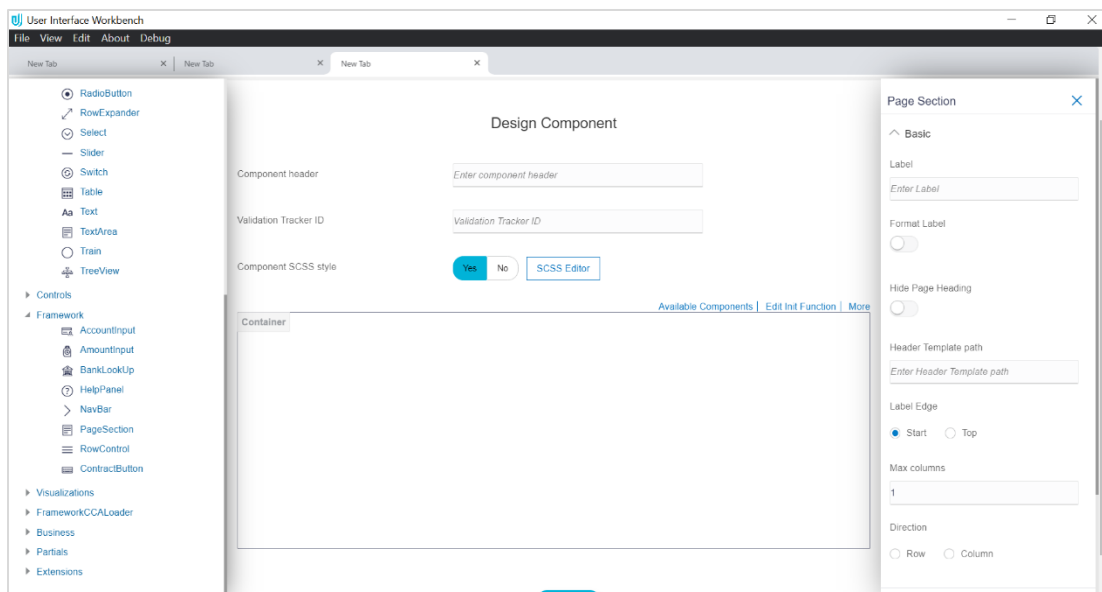 User Interface Workbench
File View Edit About Debug
New Tab New Tab New Tab
RadioButton
RowExpander
Select
Slider
Switch
Table
Aa Text
TextArea
Train
TreeView
Controls
Framework
AccountInput
AmountInput
BankLookUp
HelpPanel
NavBar
PageSection
RowControl
ContractButton
Visualizations
FrameworkCCALoader
Business
Partials
Extensions
Design Component
Component header Enter component header
Validation Tracker ID Validation Tracker ID
Component SCSS style Yes No SCSS Editor
Available Components | Edit Init Function | More
Container
Page Section
Basic
Label
Enter Label
Format Label
Hide Page Heading
Header Template path
Enter Header Template path
Label Edge
Start Top
Max columns
1
Direction
Row Column